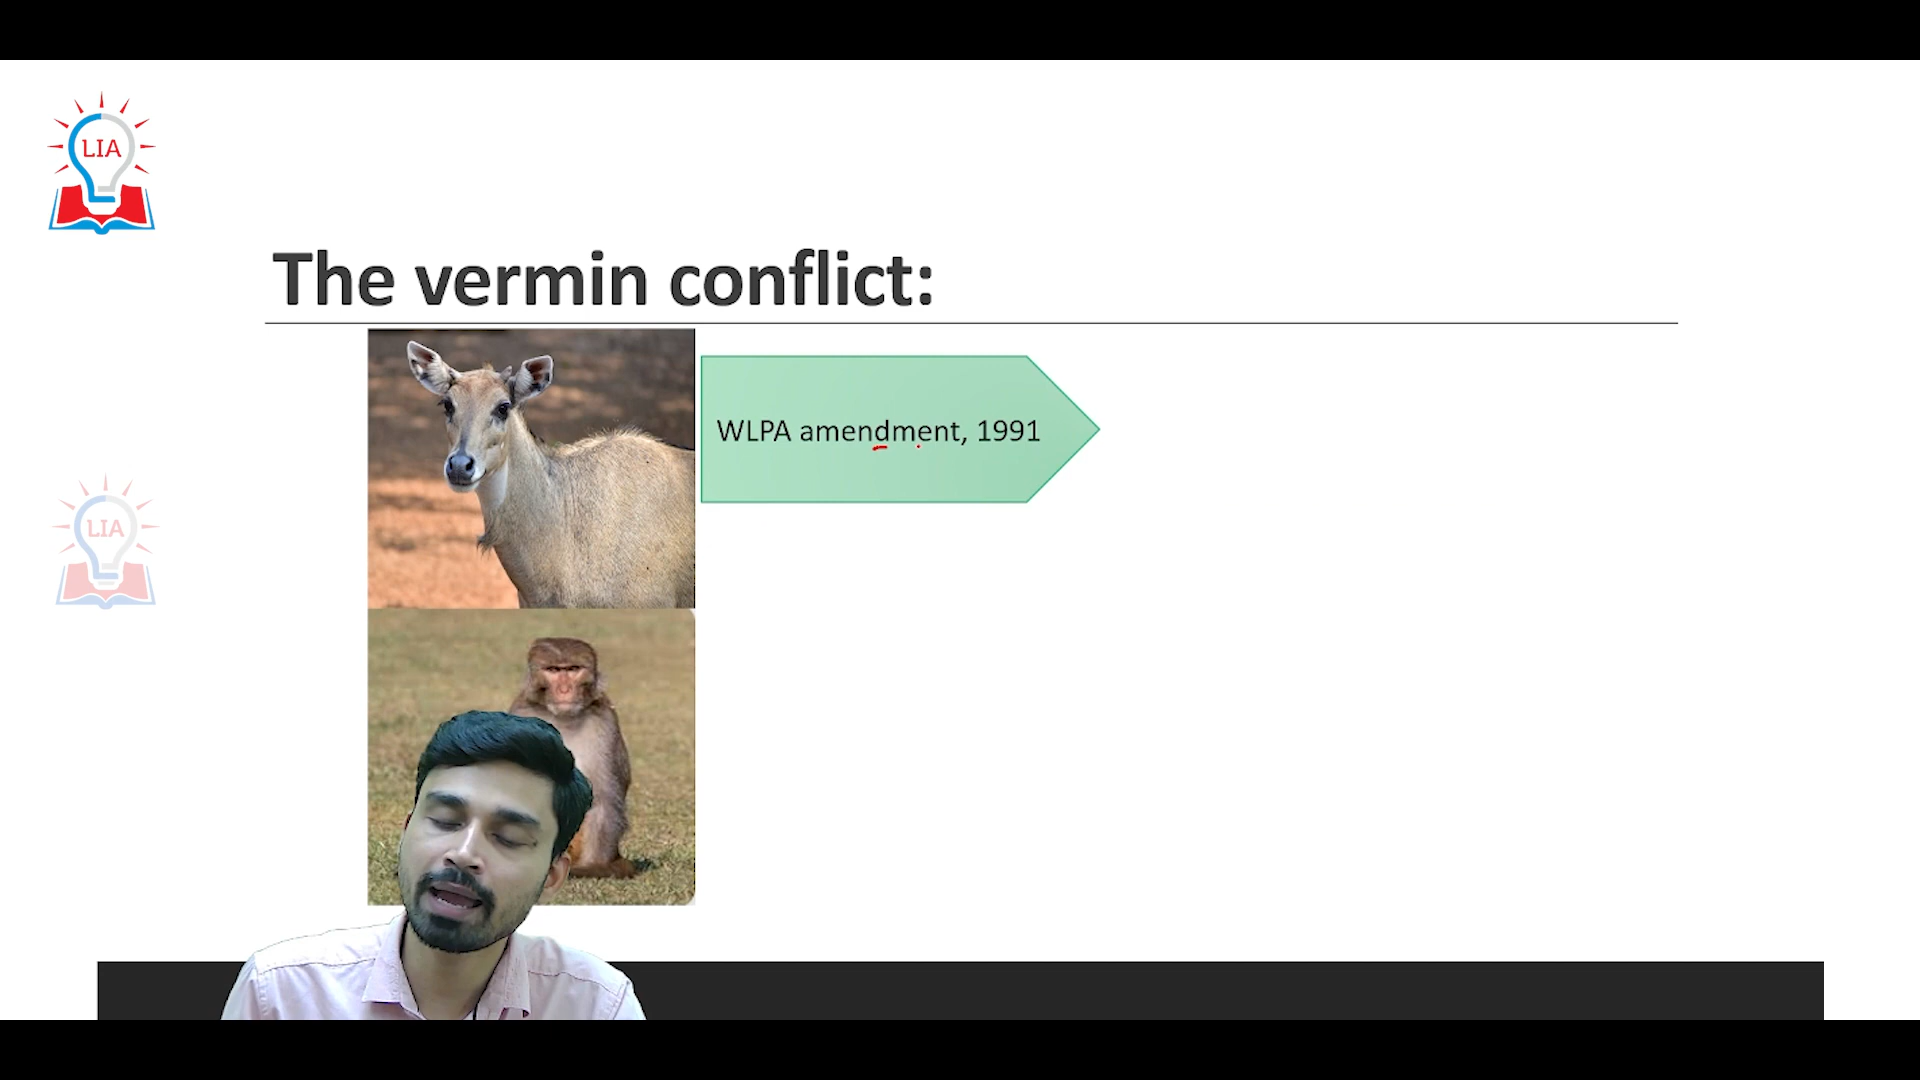 LIA
The vermin conflict:
WLPA amendment, 1991
LIA